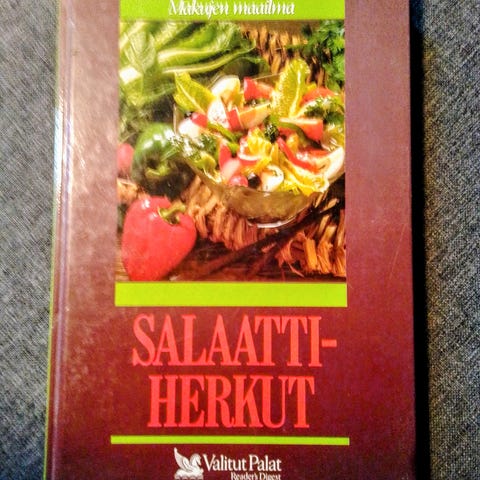 Makujen maailma
SALAATTI-
HERKUT
Valitut Palat
Reader's Digest